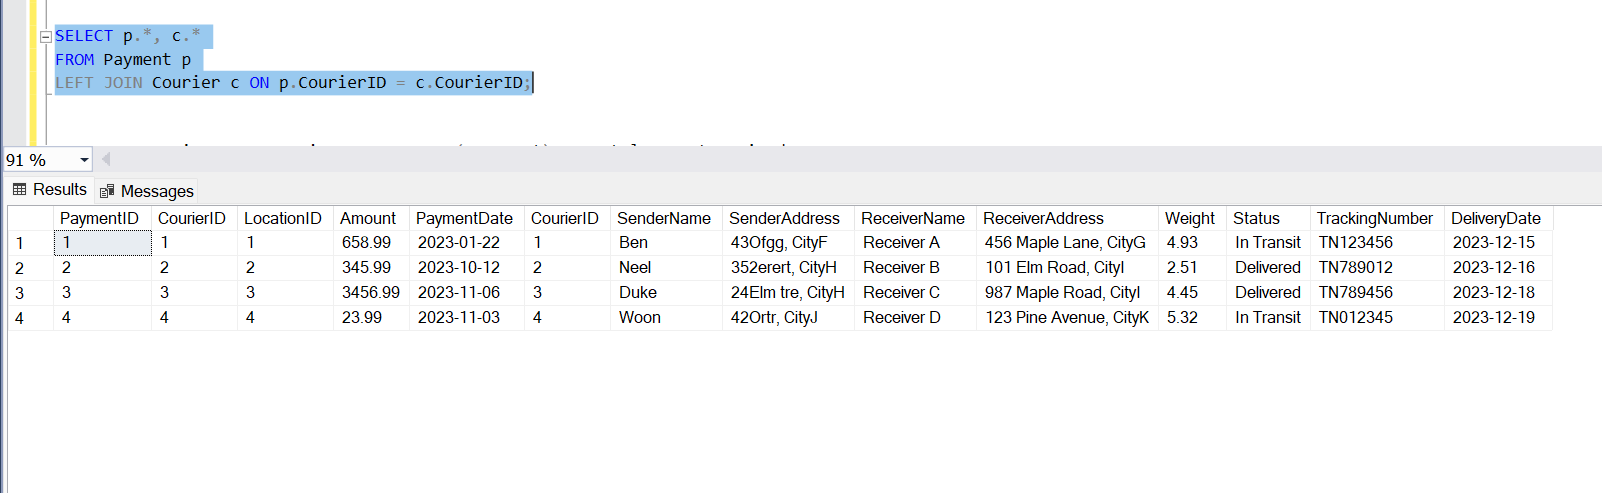 SELECT p.*, c.*
FROM Payment p
LEFT JOIN Courier c ON p.CourierID = c.CourierID;
91 %
Results Messages
PaymentID CourierID LocationID Amount PaymentDate CourierID SenderName SenderAddress ReceiverName ReceiverAddress Weight Status TrackingNumber DeliveryDate
1 1 1 1 658.99 2023-01-22 1 Ben 43Ofgg, CityF Receiver A 456 Maple Lane, CityG 4.93 In Transit TN123456 2023-12-15
2 2 2 2 345.99 2023-10-12 2 Neel 352erert, CityH Receiver B 101 Elm Road, CityI 2.51 Delivered TN789012 2023-12-16
3 3 3 3 3456.99 2023-11-06 3 Duke 24Elm tre, CityH Receiver C 987 Maple Road, CityI 4.45 Delivered TN789456 2023-12-18
4 4 4 4 23.99 2023-11-03 4 Woon 42Ortr, CityJ Receiver D 123 Pine Avenue, CityK 5.32 In Transit TN012345 2023-12-19